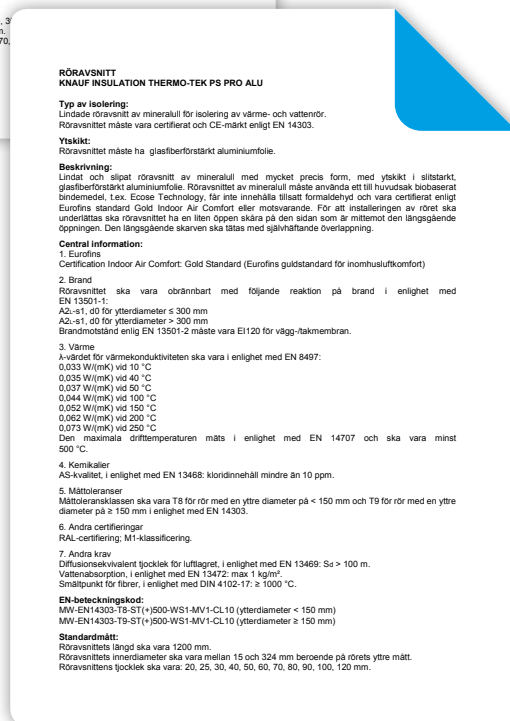 , 3
m.
70,
RÖRAVSNITT
KNAUF INSULATION THERMO-TEK PS PRO ALU
Typ av isolering:
Lindade röravsnitt av mineralull för isolering av värme- och vattenrör.
Röravsnittet måste vara certifierat och CE-märkt enligt EN 14303.
Ytskikt:
Röravsnittet måste ha glasfiberförstärkt aluminiumfolie.
Beskrivning:
Lindat och slipat röravsnitt av mineralull med mycket precis form, med ytskikt i slitstarkt,
glasfiberförstärkt aluminiumfolie. Röravsnittet av mineralull måste använda ett till huvudsak biobaserat
bindemedel, t.ex. Ecose Technology, får inte innehålla tillsatt formaldehyd och vara certifierat enligt
Eurofins standard Gold Indoor Air Comfort eller motsvarande. För att installeringen av röret ska
underlättas ska röravsnittet ha en liten öppen skåra på den sidan som är mittemot den längsgående
öppningen. Den längsgående skarven ska tätas med självhäftande överlappning.
Central information:
1. Eurofins
Certification Indoor Air Comfort: Gold Standard (Eurofins guldstandard för inomhusluftkomfort)
2. Brand
Röravsnittet ska vara obrännbart med följande reaktion på brand i enlighet med
EN 13501-1:
A2L-s1, d0 för ytterdiameter ≤ 300 mm
A2L-s1, d0 för ytterdiameter > 300 mm
Brandmotstånd enlig EN 13501-2 måste vara EI120 för vägg-/takmembran.
3. Värme
λ-värdet för värmekonduktiviteten ska vara i enlighet med EN 8497:
0,033 W/(mK) vid 10 °C
0,035 W/(mK) vid 40 °C
0,037 W/(mK) vid 50 °C
0,044 W/(mK) vid 100 °C
0,052 W/(mK) vid 150 °C
0,062 W/(mK) vid 200 °C
0,073 W/(mK) vid 250 °C
Den maximala drifttemperaturen mäts i enlighet med EN 14707 och ska vara minst
500 °C.
4. Kemikalier
AS-kvalitet, i enlighet med EN 13468: kloridinnehåll mindre än 10 ppm.
5. Måttoleranser
Måttoleransklassen ska vara T8 för rör med en yttre diameter på < 150 mm och T9 för rör med en yttre
diameter på ≥ 150 mm i enlighet med EN 14303.
6. Andra certifieringar
RAL-certifiering; M1-klassificering.
7. Andra krav
Diffusionsekvivalent tjocklek för luftlagret, i enlighet med EN 13469: Sd > 100 m.
Vattenabsorption, i enlighet med EN 13472: max 1 kg/m².
Smältpunkt för fibrer, i enlighet med DIN 4102-17: ≥ 1000 °C.
EN-beteckningskod:
MW-EN14303-T8-ST(+)500-WS1-MV1-CL10 (ytterdiameter < 150 mm)
MW-EN14303-T9-ST(+)500-WS1-MV1-CL10 (ytterdiameter ≥ 150 mm)
Standardmått:
Röravsnittets längd ska vara 1200 mm.
Röravsnittets innerdiameter ska vara mellan 15 och 324 mm beroende på rörets yttre mått.
Röravsnittens tjocklek ska vara: 20, 25, 30, 40, 50, 60, 70, 80, 90, 100, 120 mm.